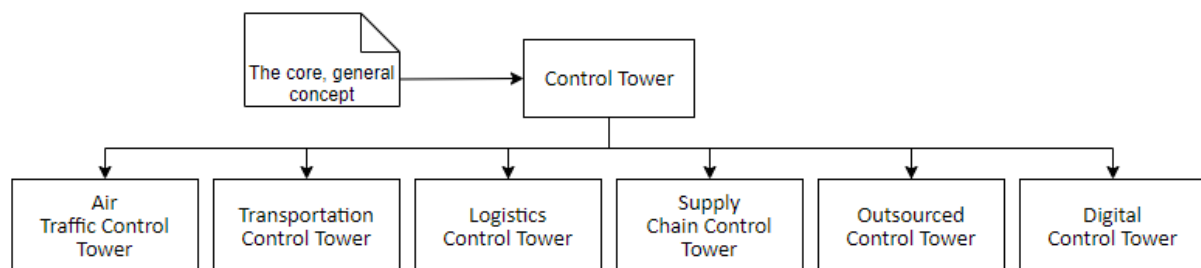 The core, general
concept
Control Tower
Air
Traffic Control
Tower
Transportation
Control Tower
Logistics
Control Tower
Supply
Chain Control
Tower
Outsourced
Control Tower
Digital
Control Tower